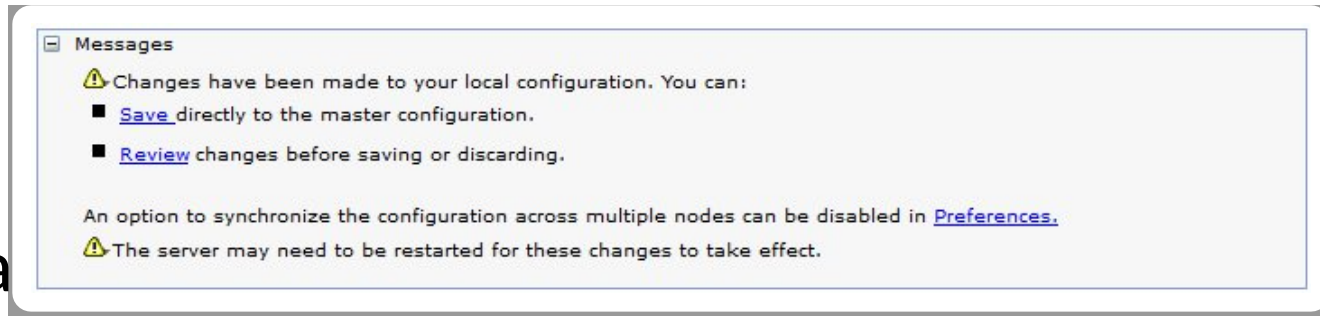 Messages
Changes have been made to your local configuration. You can:
Save directly to the master configuration.
Review changes before saving or discarding.
An option to synchronize the configuration across multiple nodes can be disabled in Preferences.
The server may need to be restarted for these changes to take effect.
a